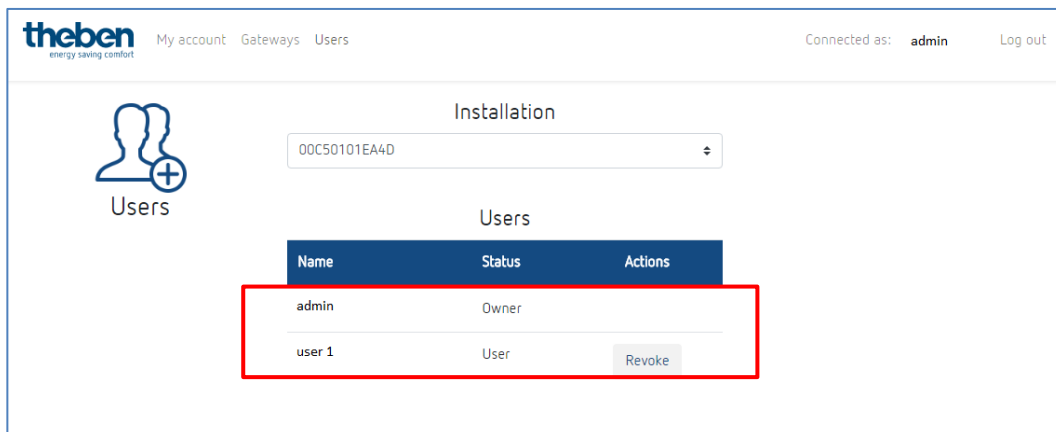 theben
energy saving comfort
My account Gateways Users
Connected as: admin Log out
Users
Installation
00C50101EA4D
Users
Name Status Actions
admin Owner
user 1 User Revoke